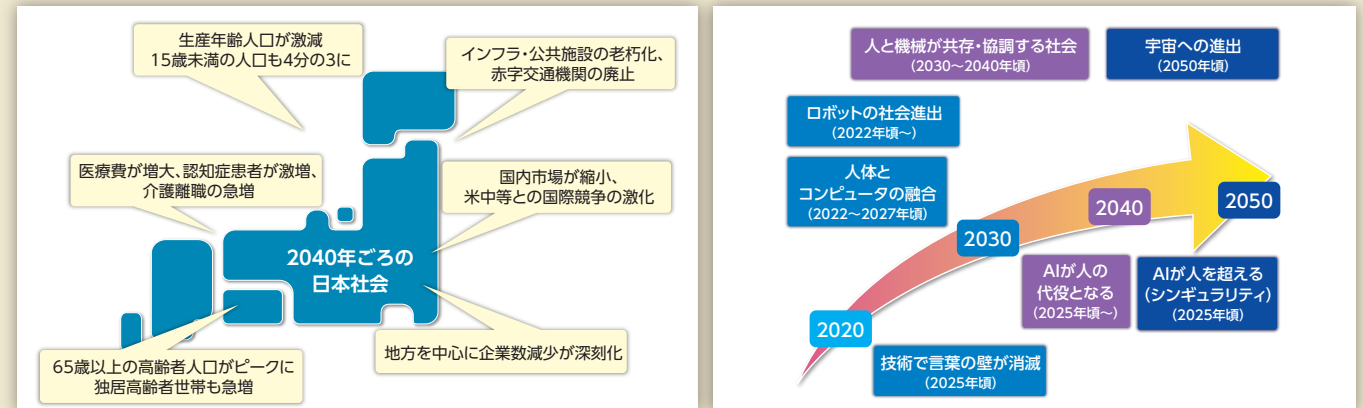 生産年齢人口が激減
15歳未満の人口も4分の3に
インフラ・公共施設の老朽化、
赤字交通機関の廃止
医療費が増大、認知症患者が激増、
介護離職の急増
国内市場が縮小、
米中等との国際競争の激化
2040年ごろの
日本社会
地方を中心に企業数減少が深刻化
65歳以上の高齢者人口がピークに
独居高齢者世帯も急増
人と機械が共存・協調する社会
(2030〜2040年頃)
宇宙への進出
(2050年頃)
ロボットの社会進出
(2022年頃〜)
人体と
コンピュータの融合
(2022〜2027年頃)
2050
2040
2030
2020
AIが人の
代役となる
(2025年頃〜)
AIが人を超える
(シンギュラリティ)
(2025年頃)
技術で言葉の壁が消滅
(2025年頃)